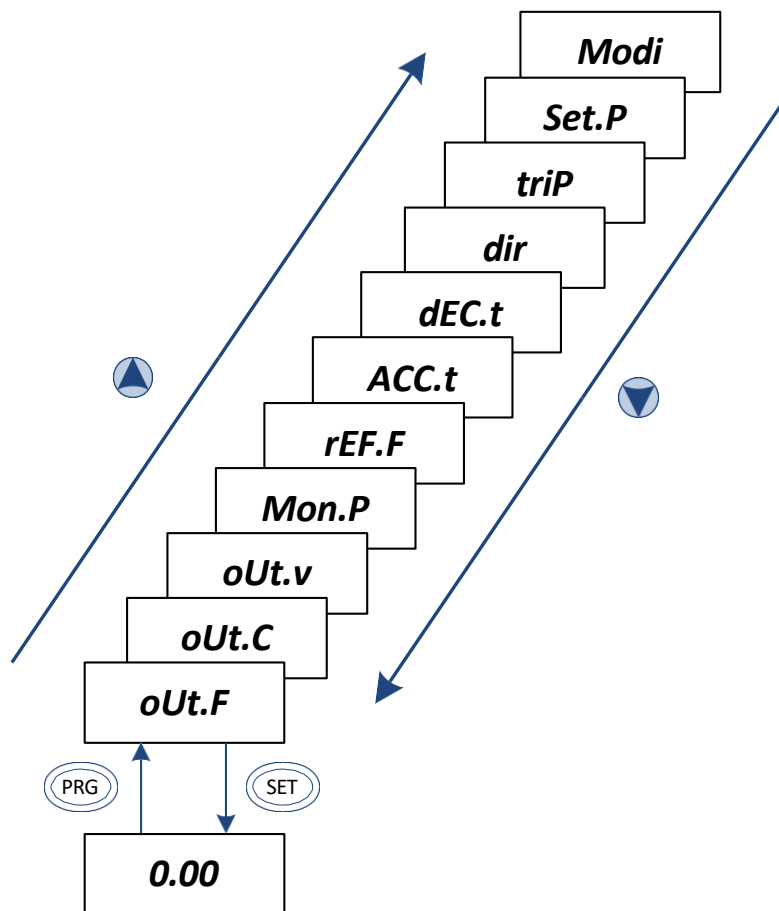 Modi
Set.P
triP
dir
dEC.t
ACC.t
rEF.F
Mon.P
oUt.v
oUt.C
oUt.F
PRG
SET
0.00